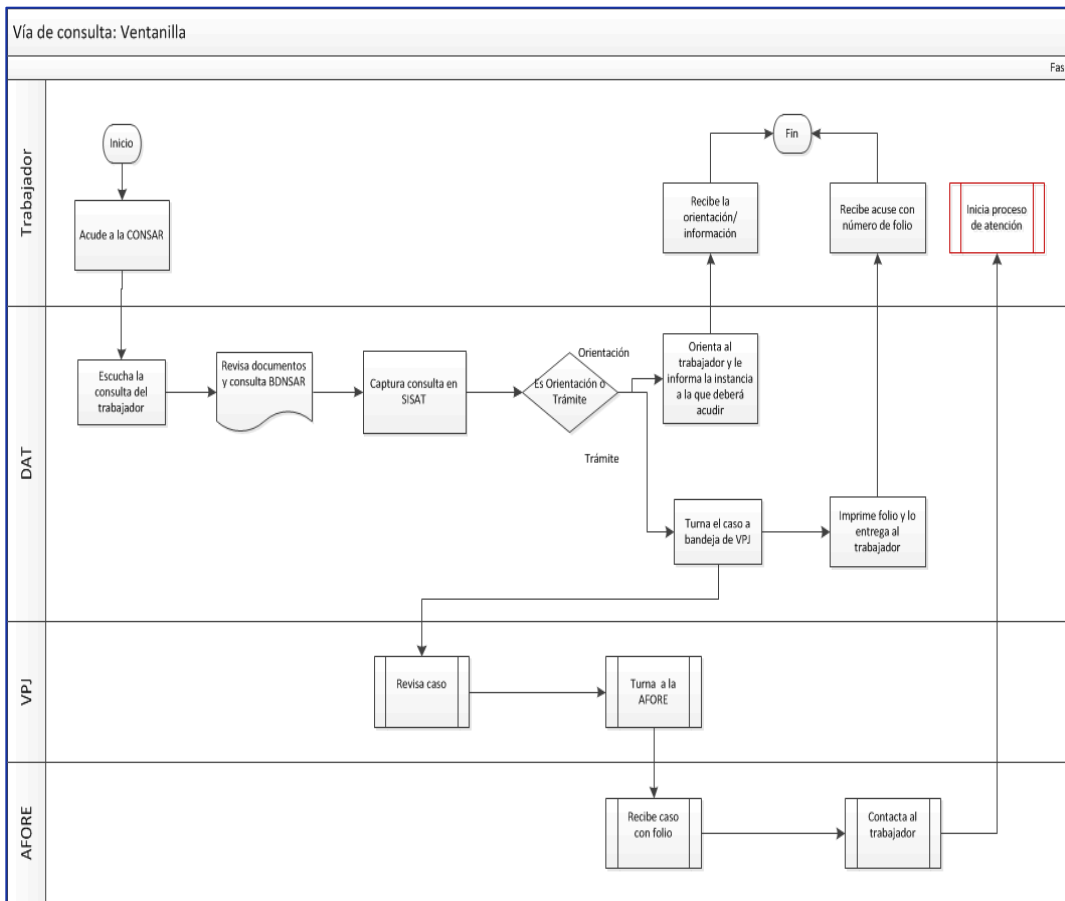 Vía de consulta: Ventanilla
Fas
Trabajador
Inicio
Acude a la CONSAR
Fin
Recibe la
orientación/
información
Recibe acuse con
número de folio
Inicia proceso
de atención
DAT
Escucha la
consulta del
trabajador
Revisa documentos
y consulta BDNSAR
Captura consulta en
SISAT
Es Orientación o
Trámite
Orientación
Trámite
Orienta al
trabajador y le
informa la instancia
a la que deberá
acudir
Turna el caso a
bandeja de VPJ
Imprime folio y lo
entrega al
trabajador
VPJ
Revisa caso
Turna a la
AFORE
AFORE
Recibe caso
con folio
Contacta al
trabajador